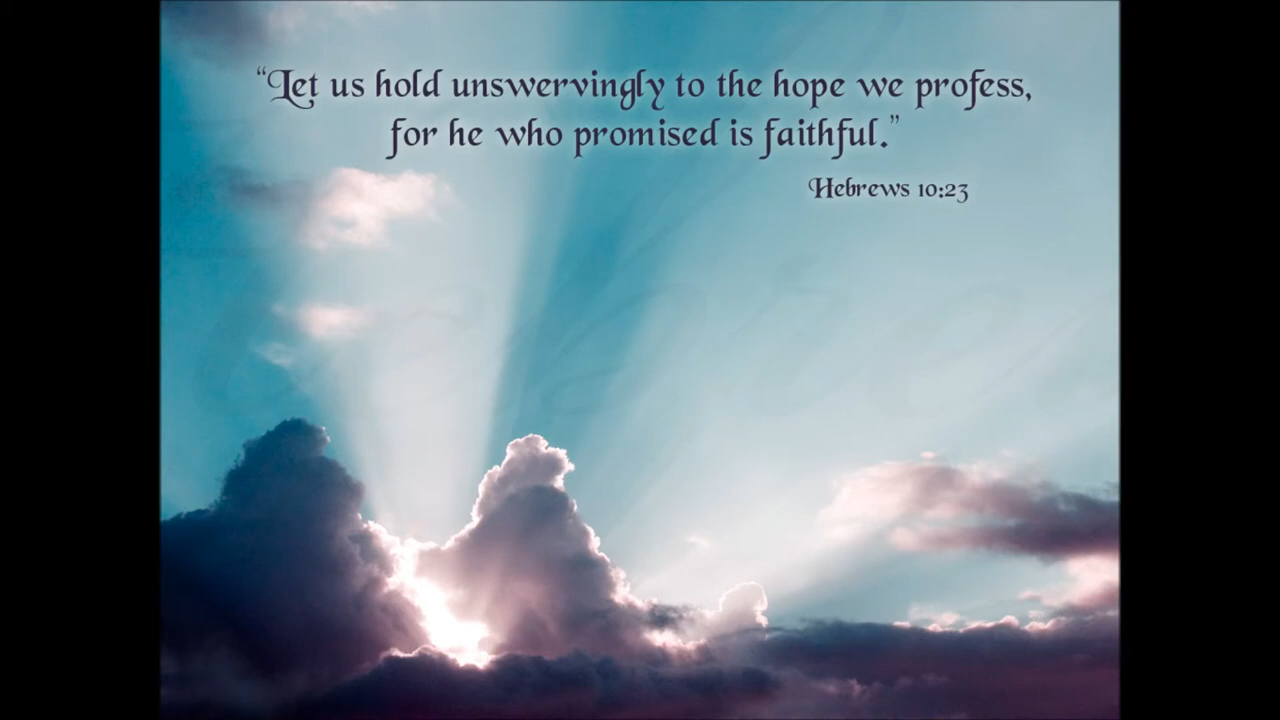 “Let us hold unswervingly to the hope we profess,
for he who promised is faithful.”
Hebrews 10:23